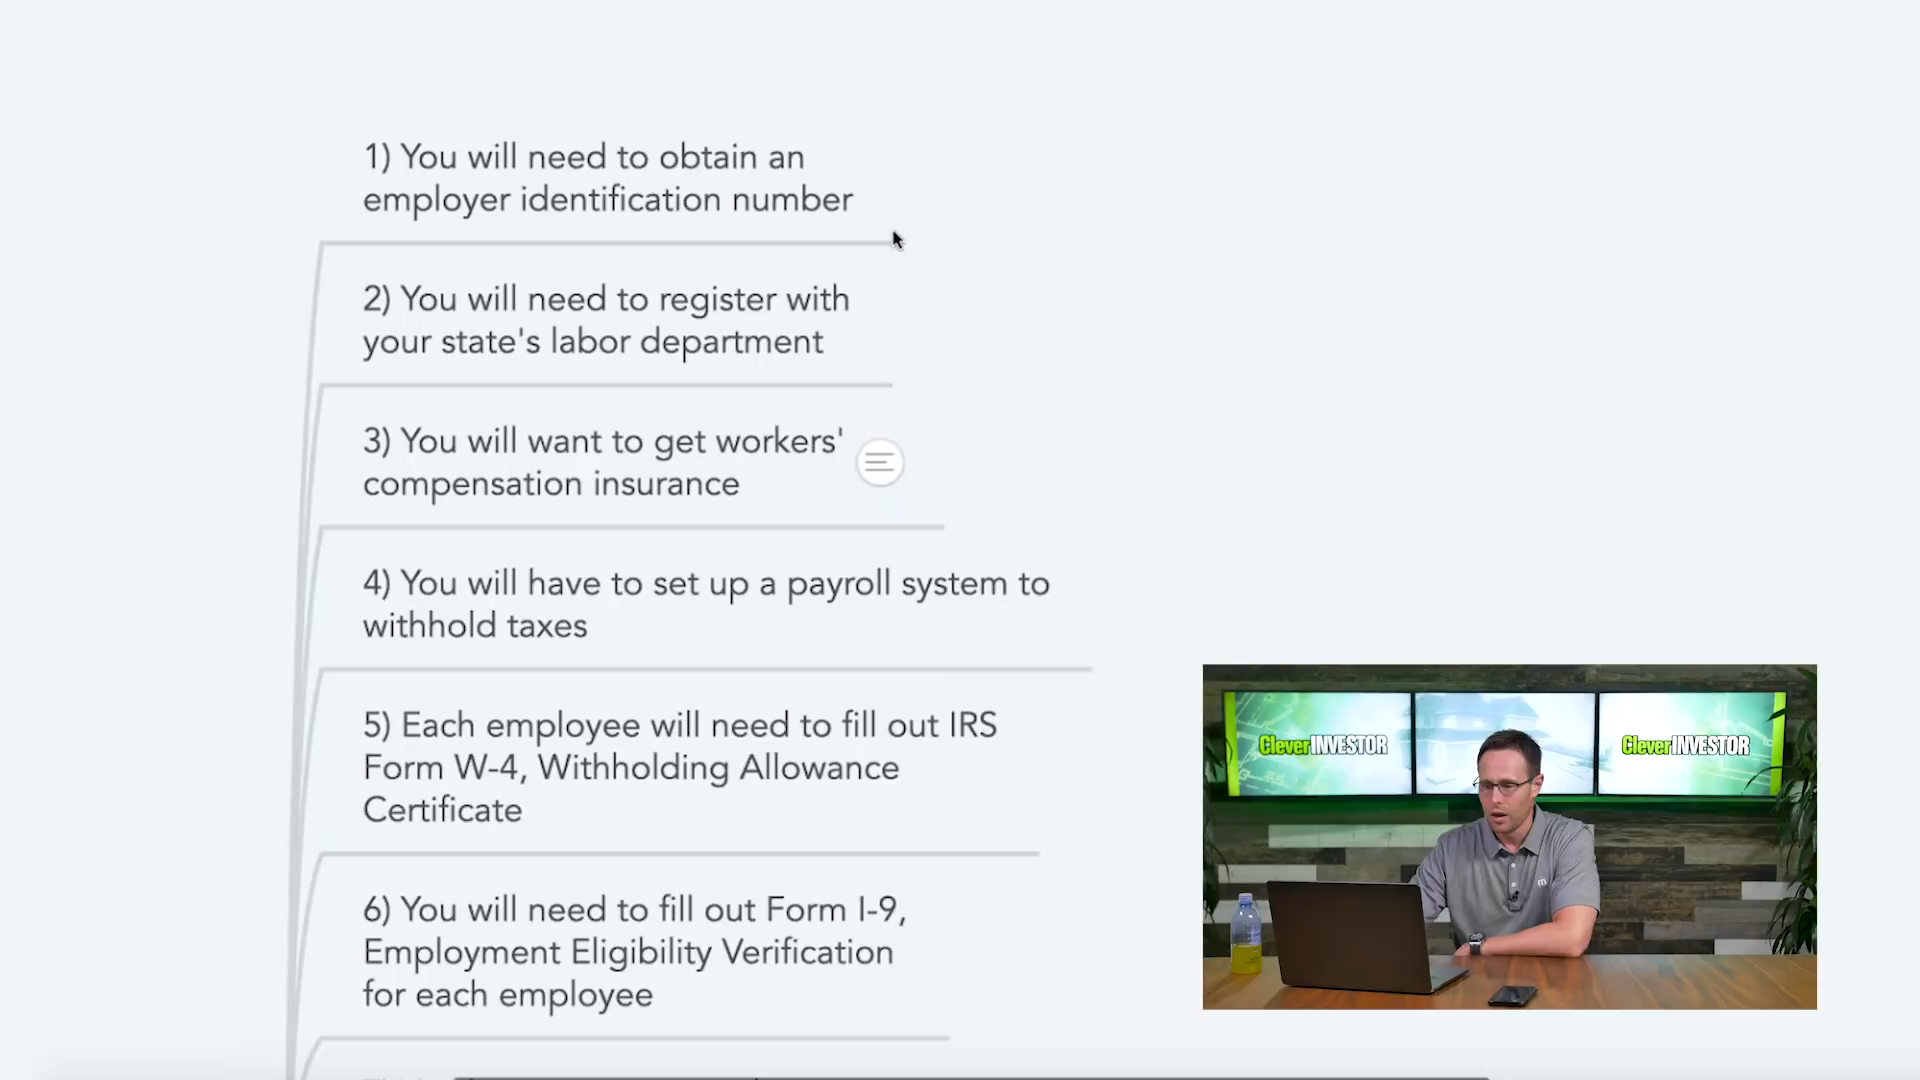 1) You will need to obtain an
employer identification number
2) You will need to register with
your state's labor department
3) You will want to get workers'
compensation insurance
4) You will have to set up a payroll system to
withhold taxes
5) Each employee will need to fill out IRS
Form W-4, Withholding Allowance
Certificate
6) You will need to fill out Form I-9,
Employment Eligibility Verification
for each employee
CleverINVESTOR
CleverINVESTOR